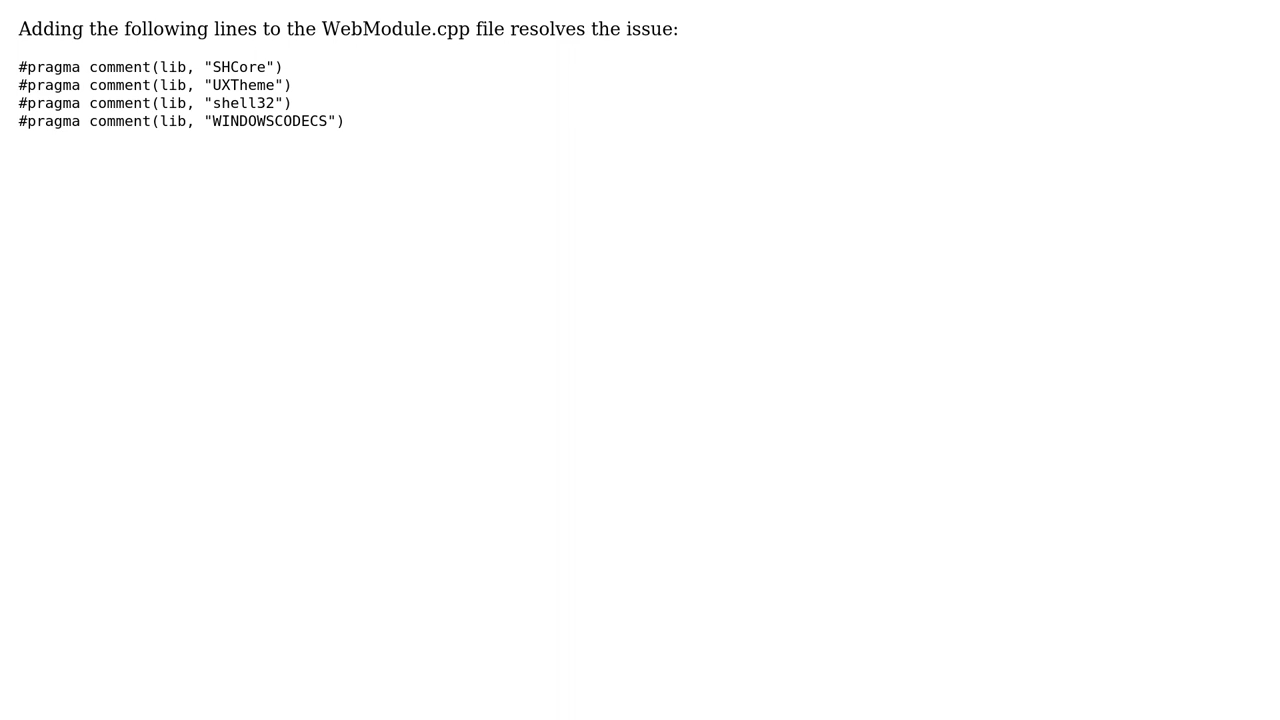 Adding the following lines to the WebModule.cpp file resolves the issue:
#pragma comment(lib, "SHCore")
#pragma comment(lib, "UXTheme")
#pragma comment(lib, "shell32")
#pragma comment(lib, "WINDOWSCODECS")